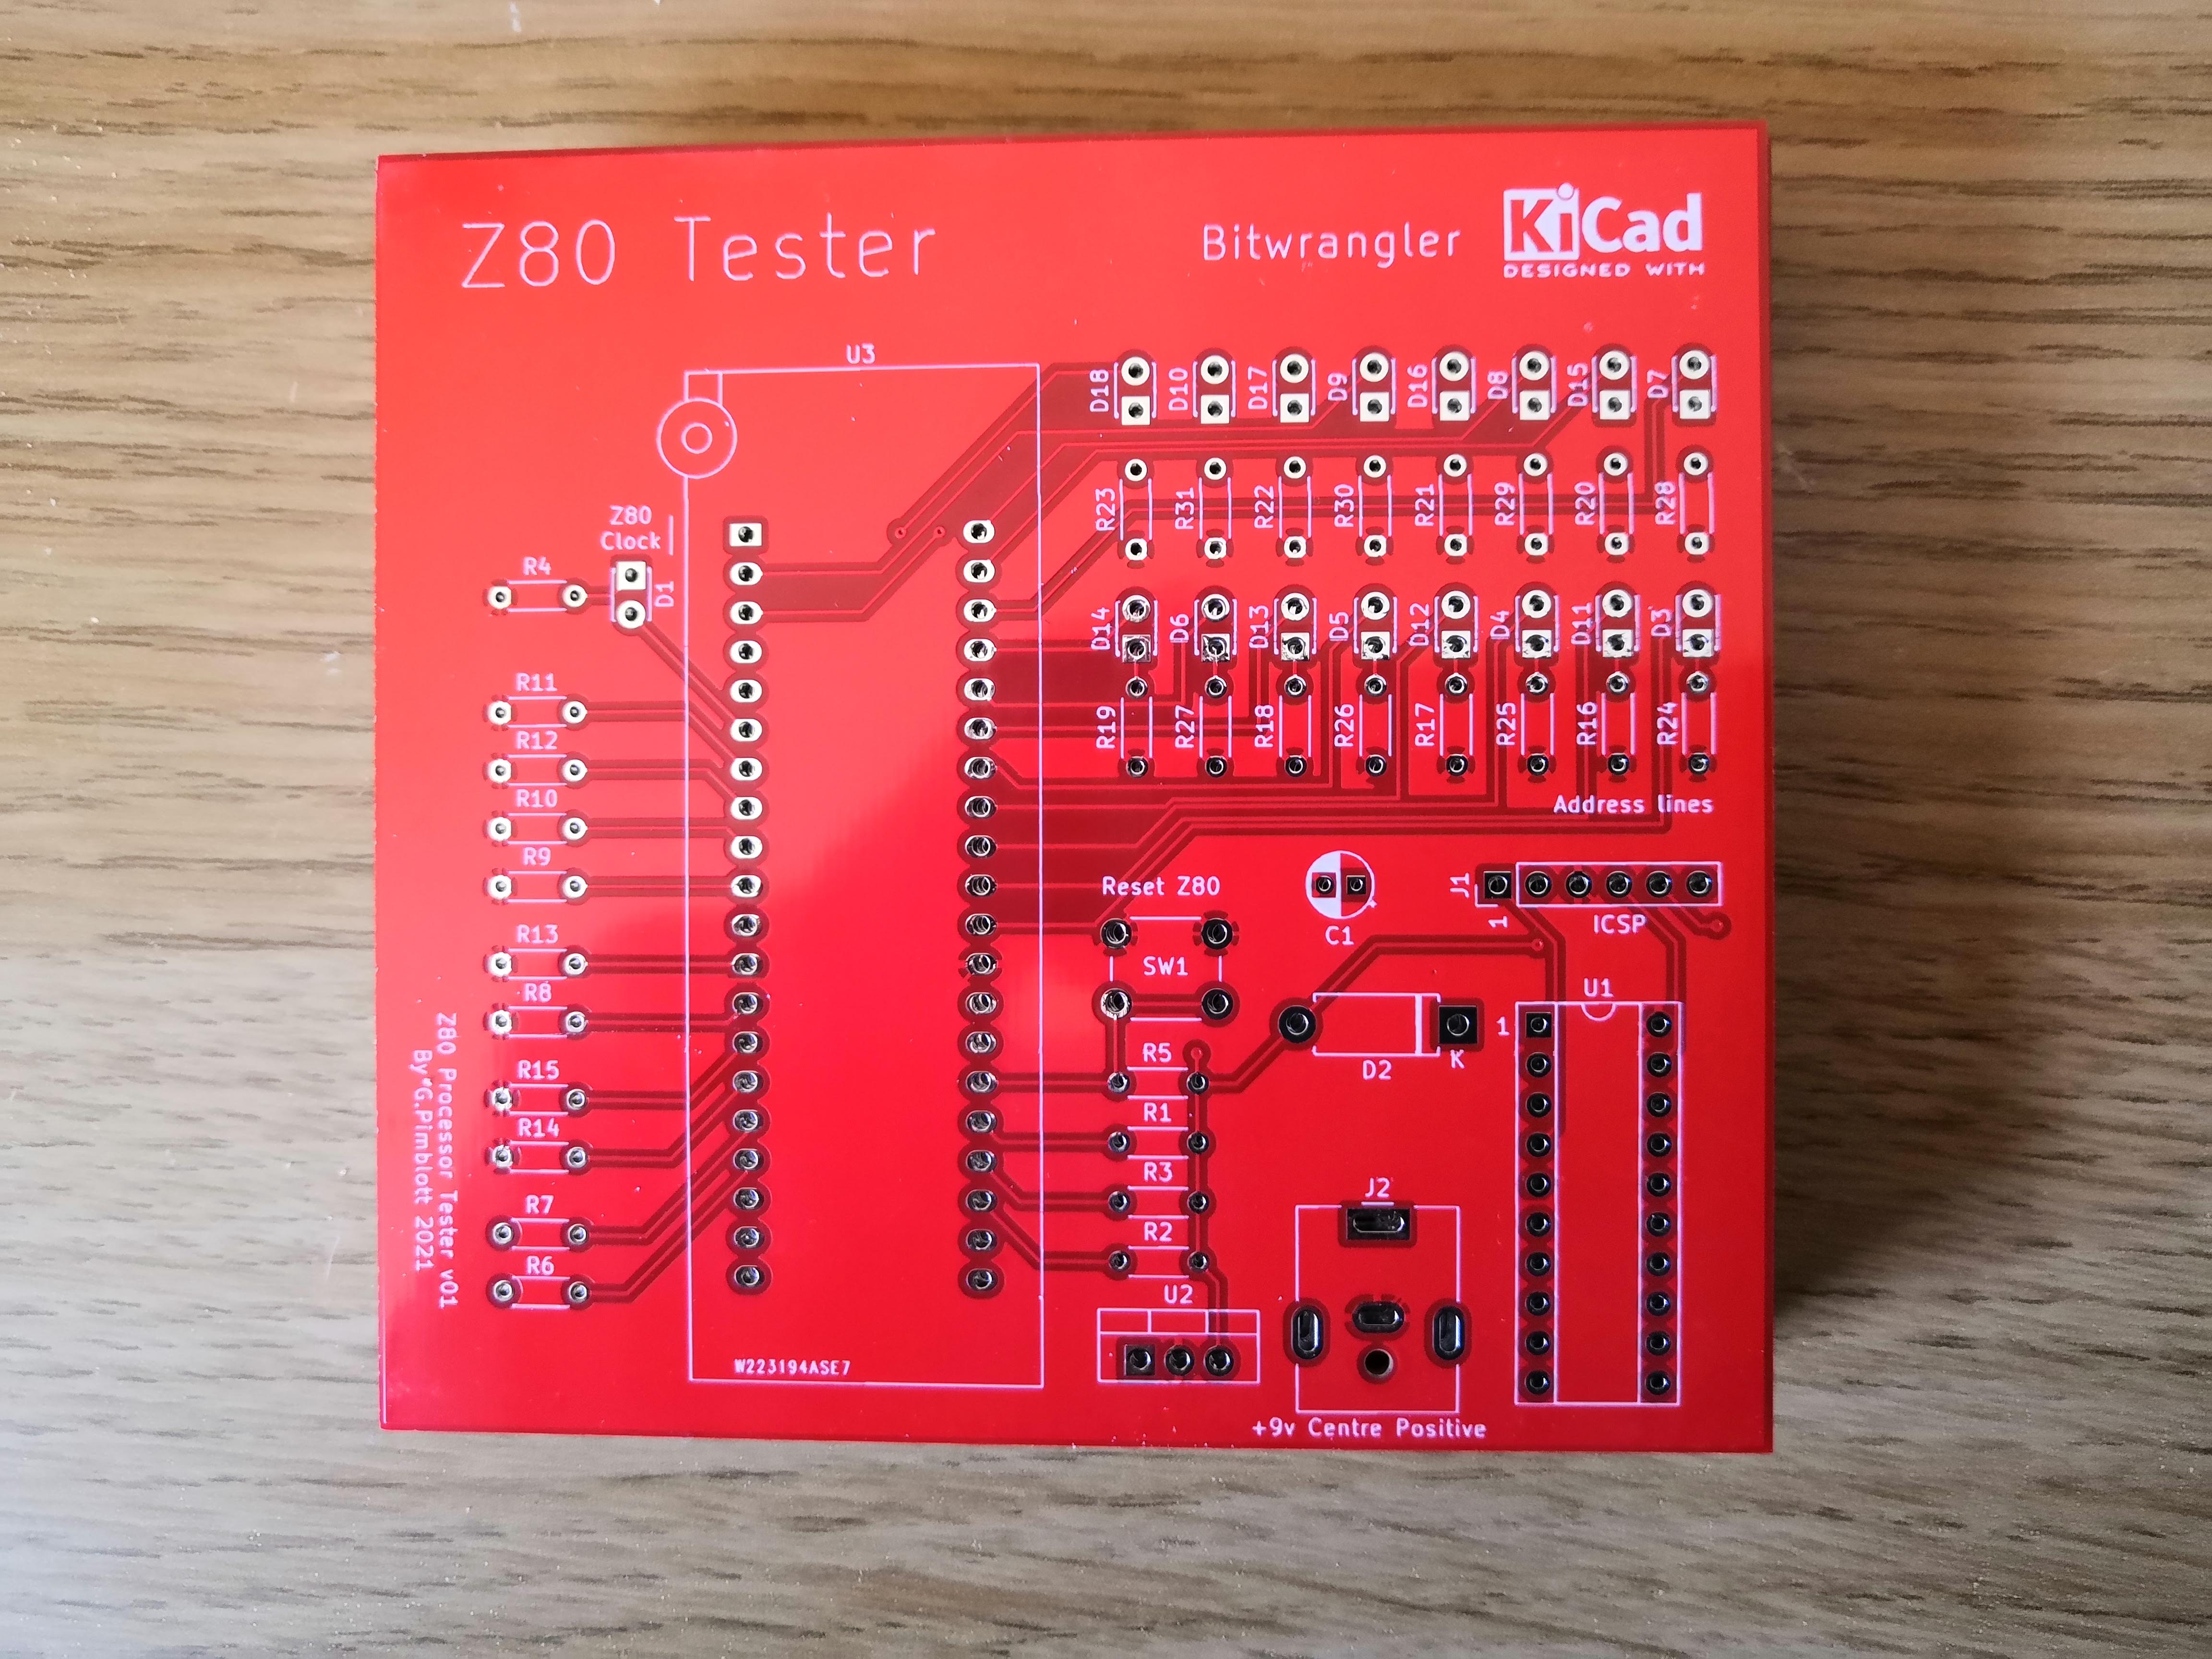 Z80 Tester
Bitwrangler
KiCad
DESIGNED WITH
U3
D18 D10 D17 D9 D16 D8 D15 D7
R23 R31 R22 R30 R21 R29 R20 R28
Z80
Clock
R4
D1
D14 D6 D13 D5 D12 D4 D11 D3
R19 R27 R18 R26 R17 R25 R16 R24
Address lines
R11
R12
R10
R9
R13
R8
R15
R14
R7
R6
Z80 Processor Tester v01
By G.Pimblott 2021
Reset Z80
SW1
C1
+
J1
1
ICSP
U1
1
D2
K
R5
R1
R3
R2
U2
J2
+9v Centre Positive
W223194ASE7